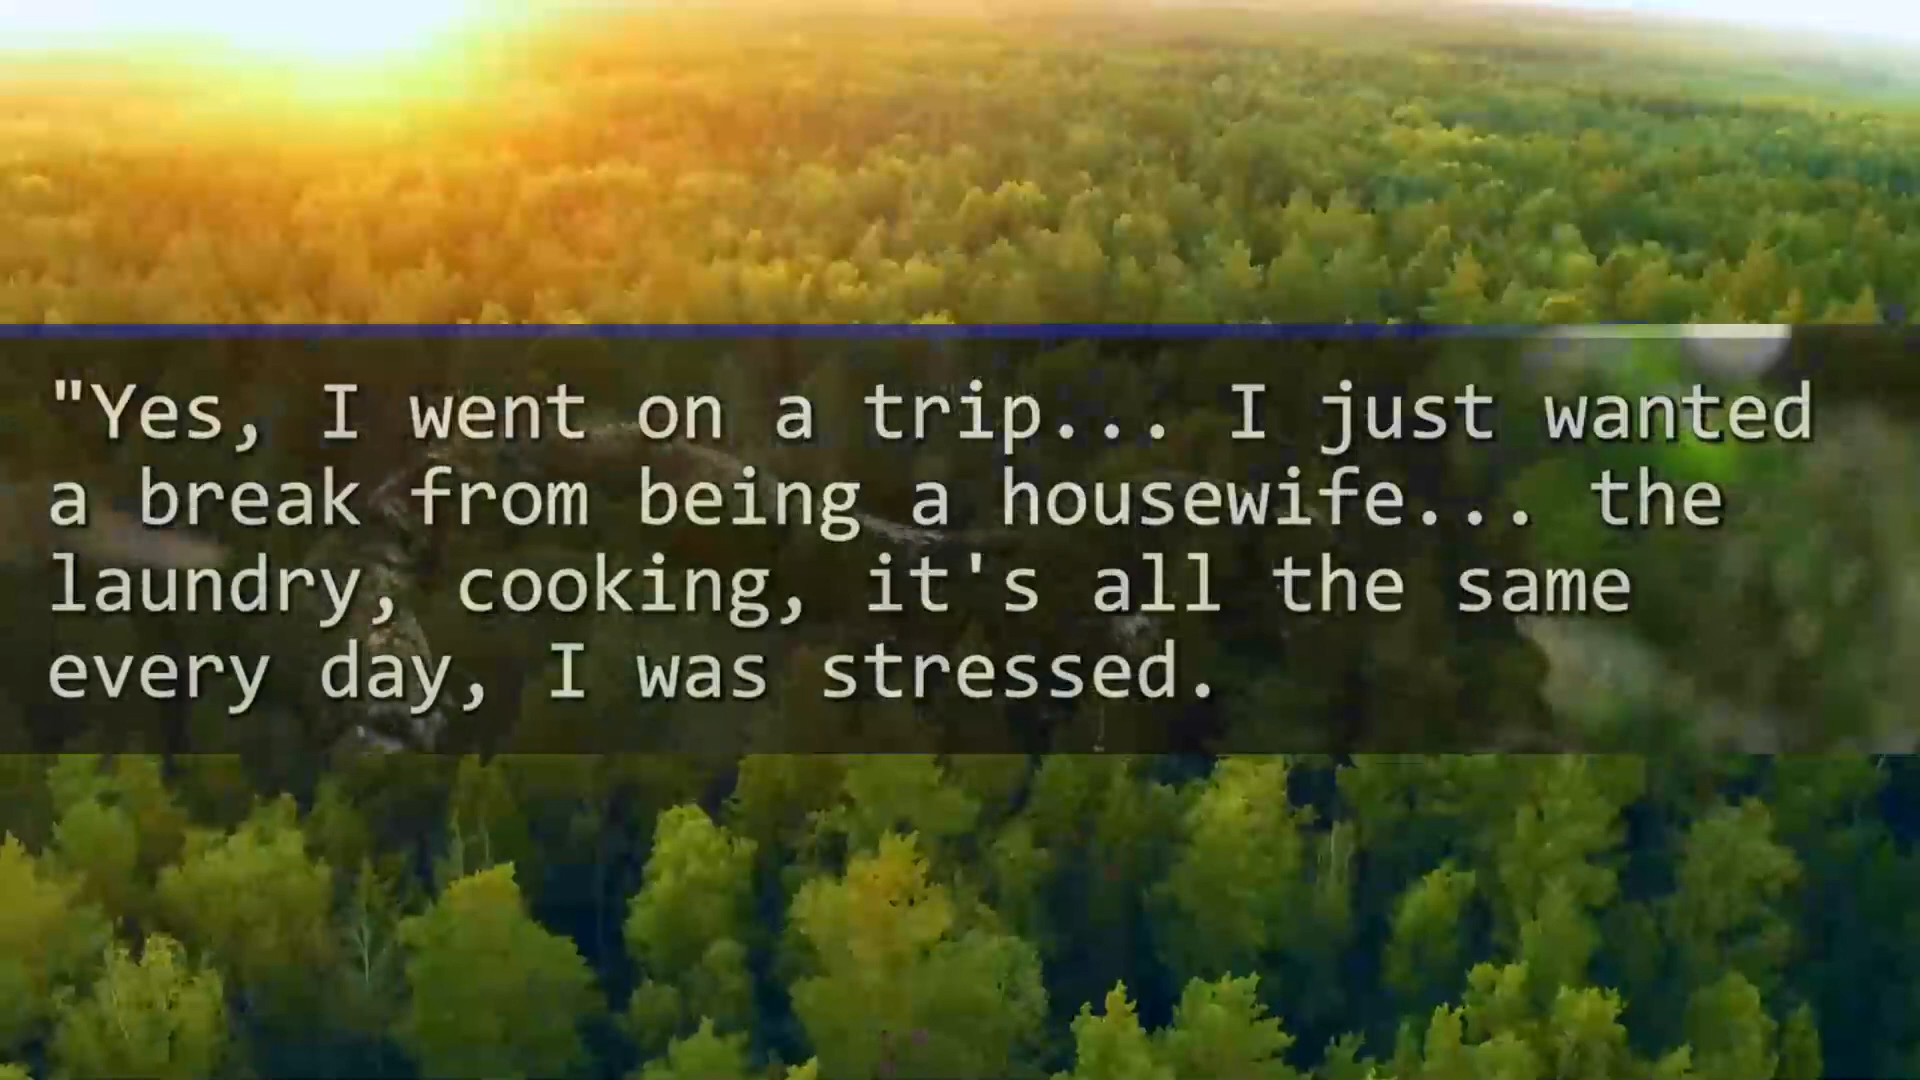 "Yes, I went on a trip... I just wanted
a break from being a housewife... the
laundry, cooking, it's all the same
every day, I was stressed.